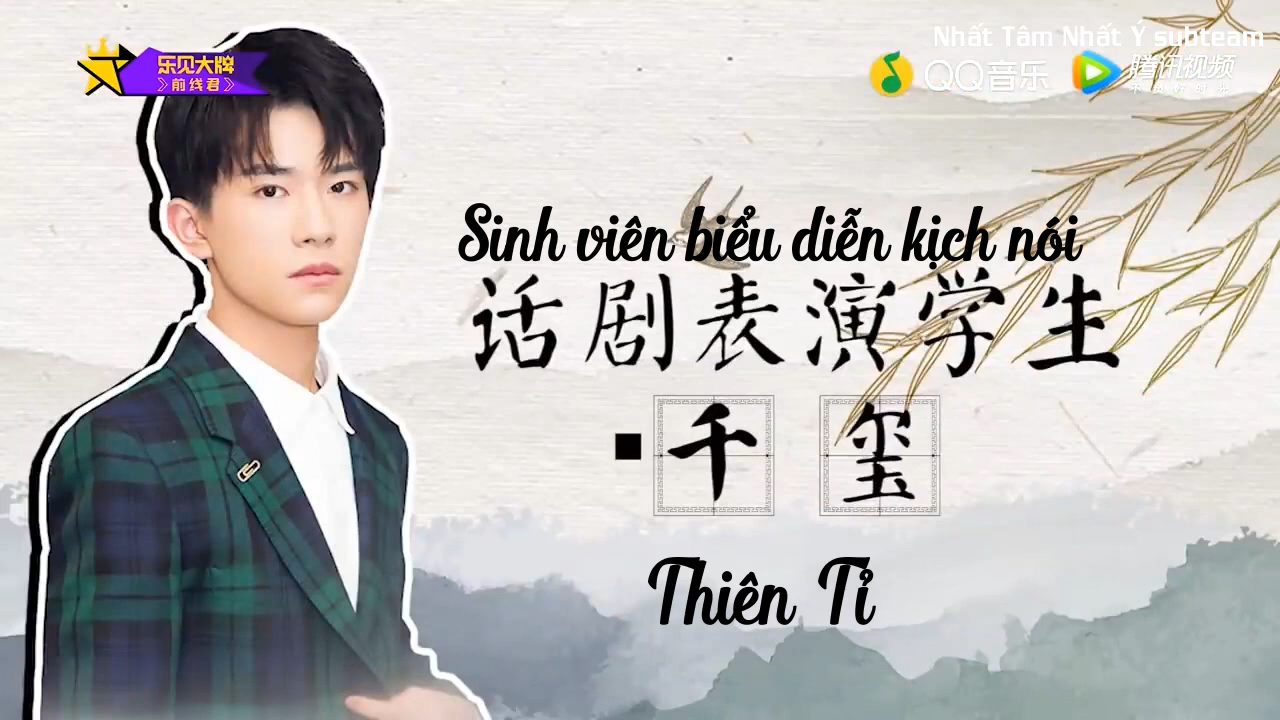 Nhất Tâm Nhất Ý subteam
乐见大牌
》前线君》
QQ音乐
腾讯视频
Sinh viên biểu diễn kịch nói
话剧表演学生
千玺
Thiên Tỉ